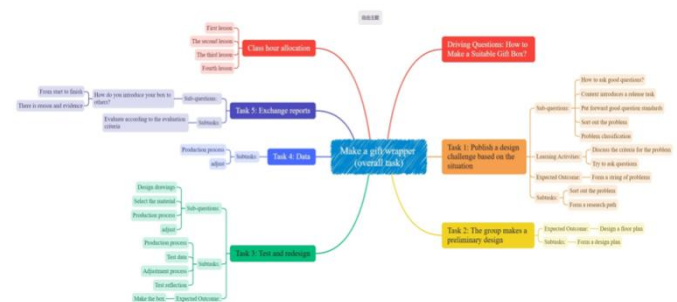 First lesson
The second lesson
The third lesson
Fourth lesson
Class hour allocation
Driving Questions: How to
Make a Suitable Gift Box?
From start to finish
There is reason and evidence
How do you introduce your box to
others?
Sub-questions:
Evaluate according to the evaluation
criteria
Subtasks
Task 5: Exchange reports
Production process
adjust
Subtasks
Task 4: Data
Make a gift wrapper
(overall task)
Task 1: Publish a design
challenge based on the
situation
Sub-questions
How to ask good questions?
Context introduces a release task
Put forward good question standards
Sort out the problem
Problem classification
Learning Activities
Discuss the criteria for the problem
Try to ask questions
Expected Outcome
Form a string of problems
Subtasks
Sort out the problem
Form a research path
Task 2: The group makes a
preliminary design
Expected Outcome
Design a floor plan
Subtasks
Form a design plan
Design drawings
Select the material
Production process
adjust
Sub-questions
Production process
Test data
Adjustment process
Test reflection
Subtasks
Make the box
Expected Outcome
Task 3: Test and redesign